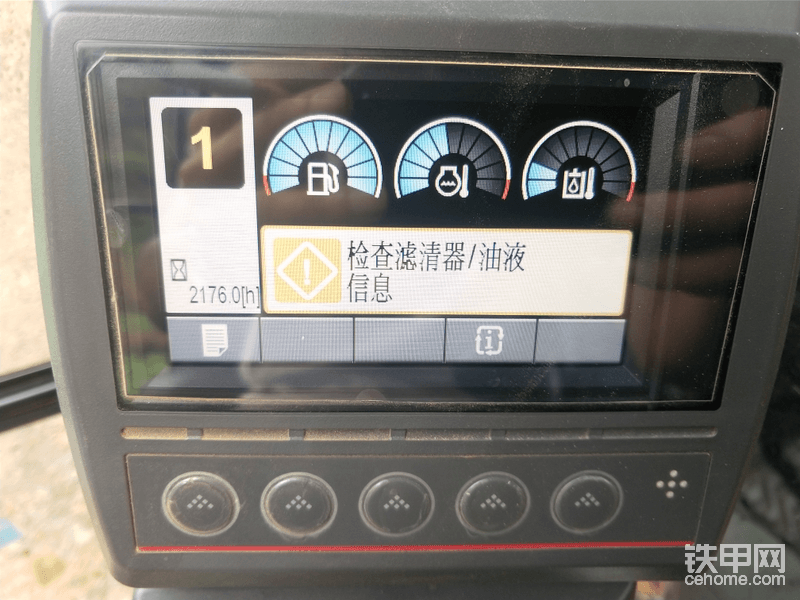 1
检查滤清器/油液
信息
2176.0[h]
铁甲网
cehome.com